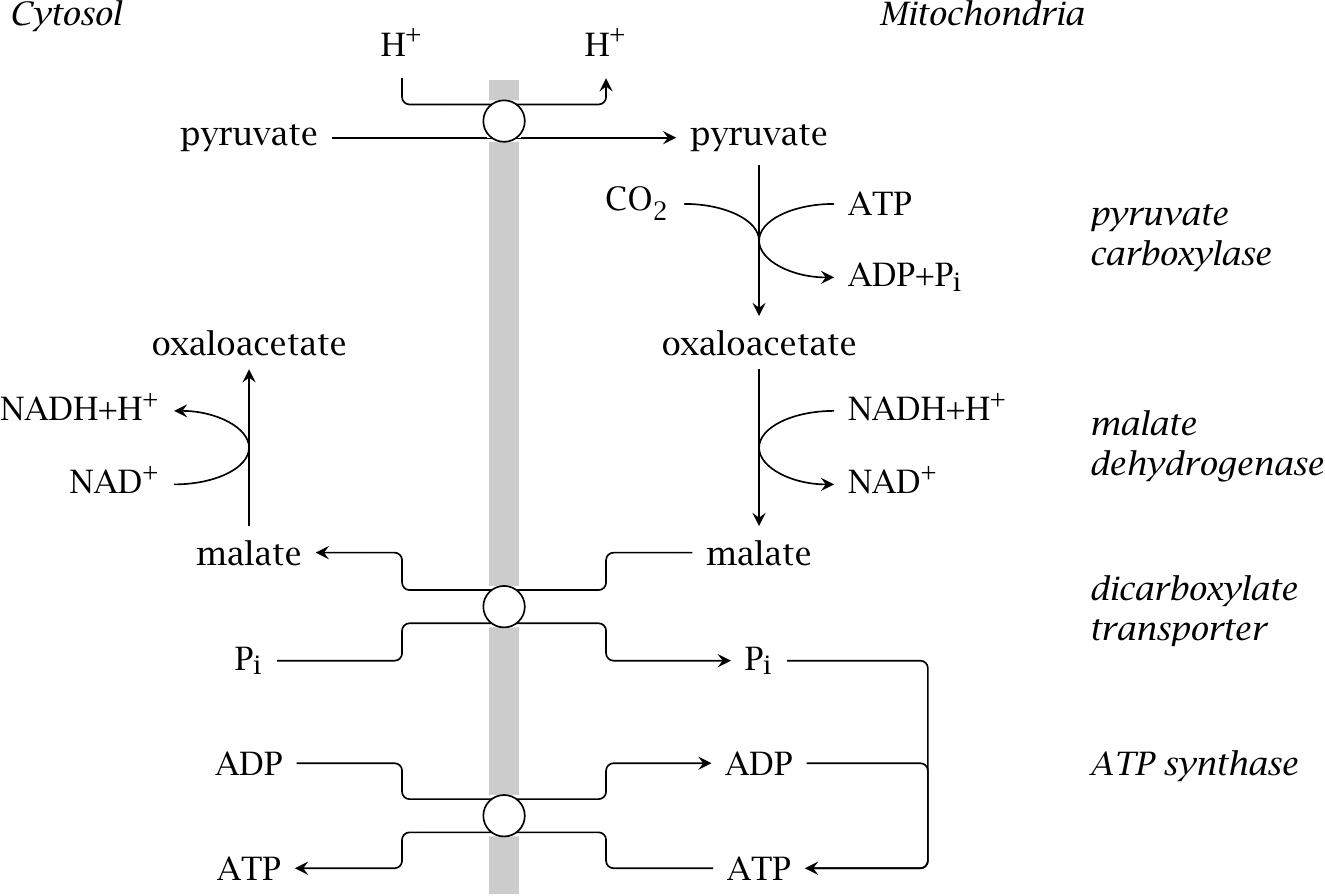 Cytosol
Mitochondria
H⁺
H⁺
pyruvate
pyruvate
CO₂
ATP
pyruvate
carboxylase
ADP+Pᵢ
oxaloacetate
oxaloacetate
NADH+H⁺
NADH+H⁺
malate
dehydrogenase
NAD⁺
NAD⁺
malate
malate
dicarboxylate
transporter
Pᵢ
Pᵢ
ADP
ADP
ATP synthase
ATP
ATP